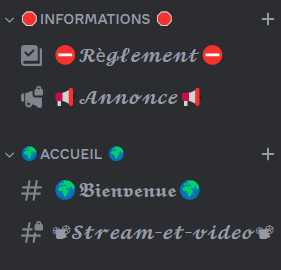 🛑 INFORMATIONS 🛑
⛔𝓡è𝓰𝓵𝓮𝓶𝓮𝓷𝓽⛔
📢𝓐𝓷𝓷𝓸𝓷𝓬𝓮📢
🌍 ACCUEIL 🌍
🌍𝕭𝖎𝖊𝖓𝖛𝖊𝖓𝖚𝖊🌍
📽𝓢𝓽𝓻𝓮𝓪𝓶-𝓮𝓽-𝓿𝓲𝓭𝓮𝓸📽